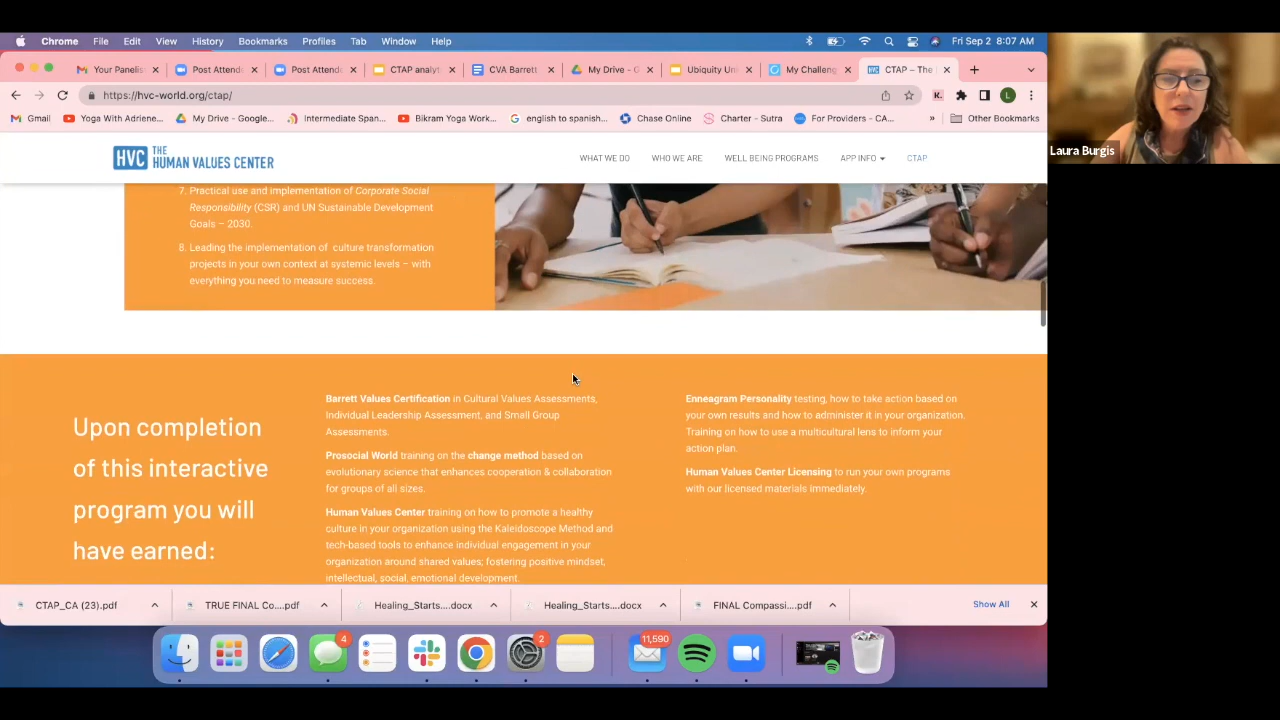 Chrome File Edit View History Bookmarks Profiles Tab Window Help Fri Sep 2 8:07 AM
Your Panelis Post Attend Post Attend CTAP analyt CVA Barrett My Drive - G Ubiquity Uni My Challeng CTAP – The
https://hvc-world.org/ctap/
K. L
Gmail Yoga With Adriene... My Drive - Google... Intermediate Span... Bikram Yoga Work... english to spanish... Chase Online Charter - Sutra For Providers - CA... » Other Bookmarks
Laura Burgis
HVC THE
HUMAN VALUES CENTER
WHAT WE DO WHO WE ARE WELL BEING PROGRAMS APP INFO CTAP
7. Practical use and implementation of Corporate Social
Responsibility (CSR) and UN Sustainable Development
Goals – 2030.
8. Leading the implementation of culture transformation
projects in your own context at systemic levels – with
everything you need to measure success.
Upon completion
of this interactive
program you will
have earned:
Barrett Values Certification in Cultural Values Assessments,
Individual Leadership Assessment, and Small Group
Assessments.
Prosocial World training on the change method based on
evolutionary science that enhances cooperation & collaboration
for groups of all sizes.
Human Values Center training on how to promote a healthy
culture in your organization using the Kaleidoscope Method and
tech-based tools to enhance individual engagement in your
organization around shared values; fostering positive mindset,
intellectual, social, emotional development.
Enneagram Personality testing, how to take action based on
your own results and how to administer it in your organization.
Training on how to use a multicultural lens to inform your
action plan.
Human Values Center Licensing to run your own programs
with our licensed materials immediately.
CTAP_CA (23).pdf TRUE FINAL Co....pdf Healing_Starts....docx Healing_Starts....docx FINAL Compassi....pdf Show All
4 2 11,590